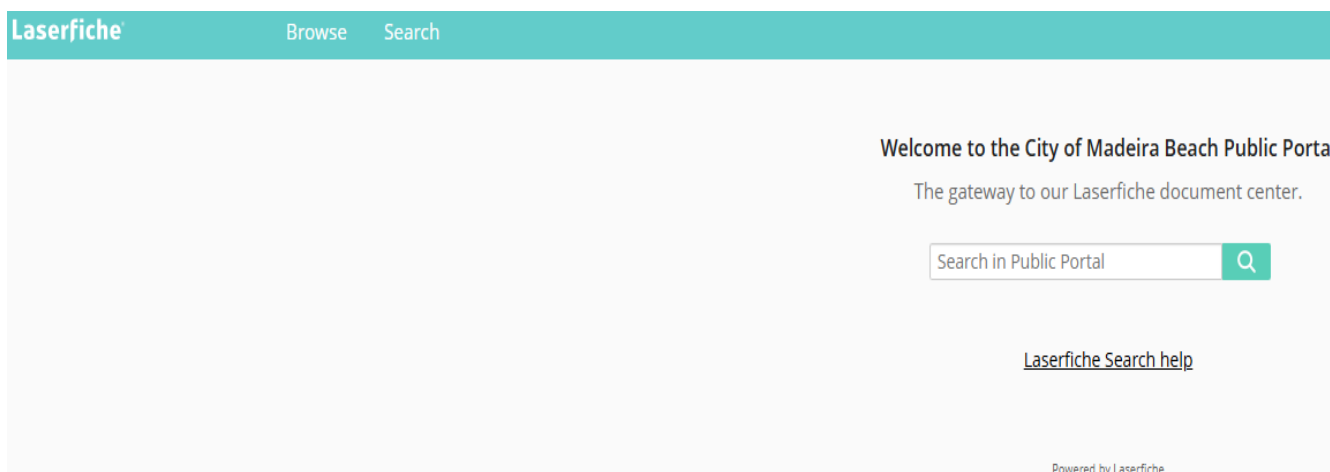 Laserfiche Browse Search
Welcome to the City of Madeira Beach Public Porta
The gateway to our Laserfiche document center.
Search in Public Portal
Laserfiche Search help
Powered by Laserfiche